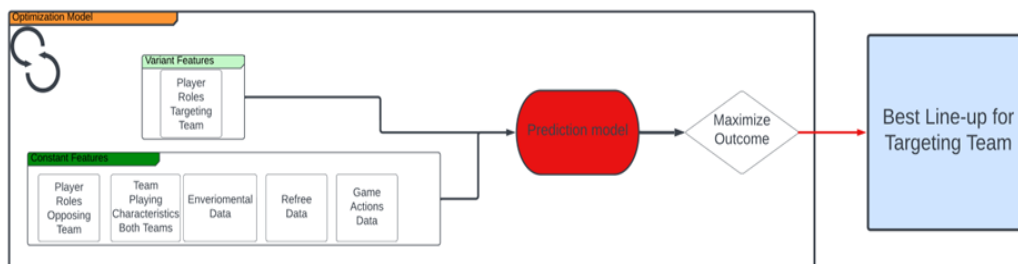 Optimization Model
Variant Features
Player
Roles
Targeting
Team
Constant Features
Player
Roles
Opposing
Team
Team
Playing
Characteristics
Both Teams
Enveriomental
Data
Refree
Data
Game
Actions
Data
Prediction model
Maximize
Outcome
Best Line-up for
Targeting Team